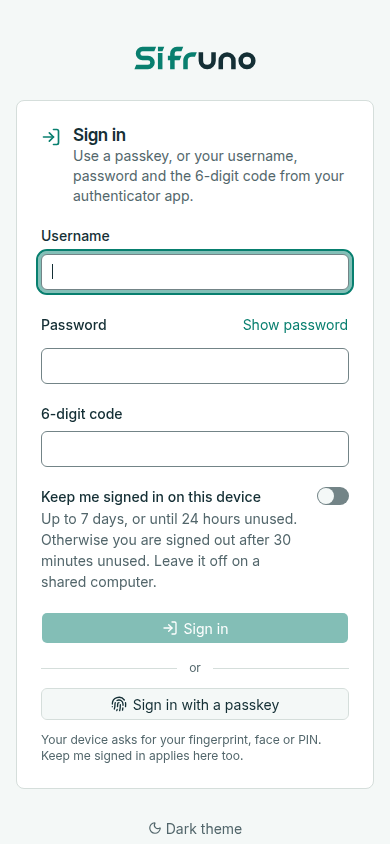 Sifruno
Sign in
Use a passkey, or your username,
password and the 6-digit code from your
authenticator app.
Username
Password
Show password
6-digit code
Keep me signed in on this device
Up to 7 days, or until 24 hours unused.
Otherwise you are signed out after 30
minutes unused. Leave it off on a
shared computer.
Sign in
or
Sign in with a passkey
Your device asks for your fingerprint, face or PIN.
Keep me signed in applies here too.
Dark theme